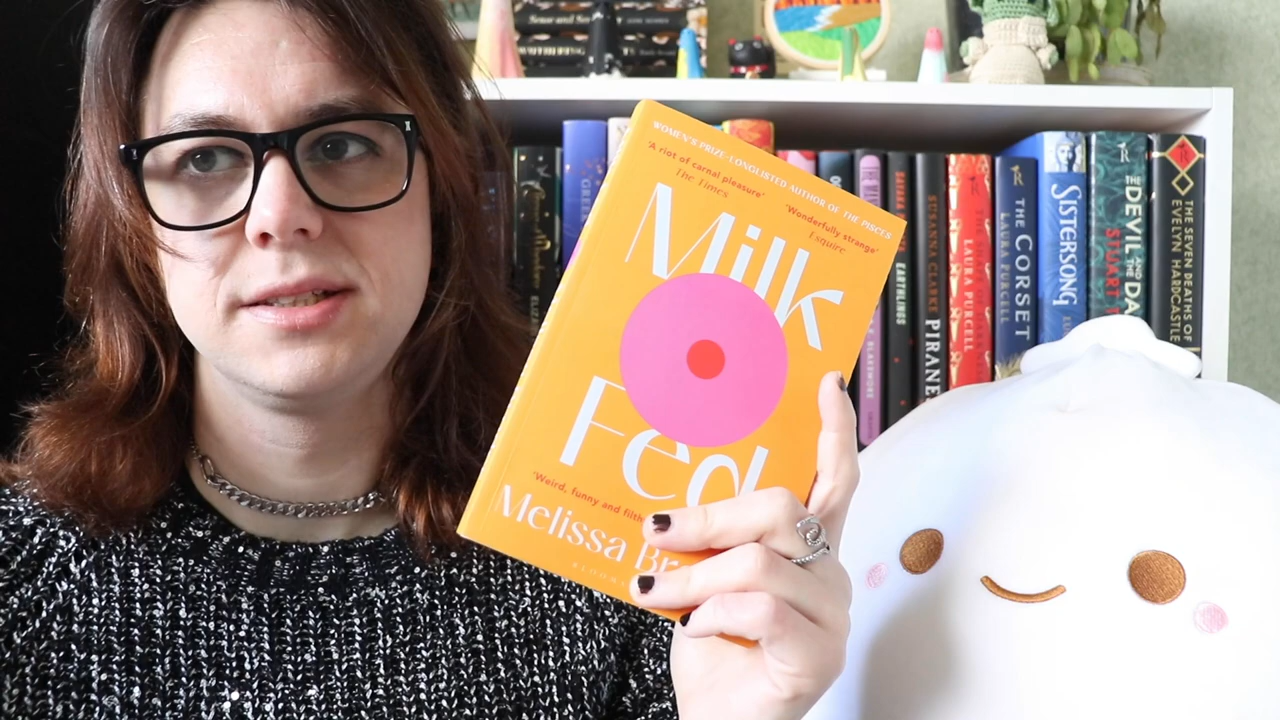 WOMEN'S PRIZE-LONGLISTED AUTHOR OF THE PISCES
'A riot of carnal pleasure'
The Times
'Wonderfully strange'
Esquire
Milk
Fed
'Weird, funny and filth
Melissa Br
BLOOM
EARTHLINGS
SUSANNA CLARKE PIRANE
LAURA PURCELL
THE CORSET
LAURA PURCELL
SISTERSONG
THE DEVIL AND THE DA
STUART T
THE SEVEN DEATHS OF
EVELYN HARDCASTLE